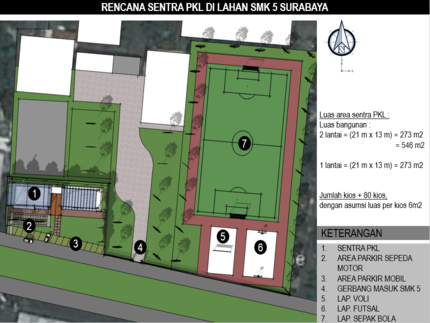 RENCANA SENTRA PKL DI LAHAN SMK 5 SURABAYA
Luas area sentra PKL :
Luas bangunan :
2 lantai = (21 m x 13 m) = 273 m2
= 546 m2
1 lantai = (21 m x 13 m) = 273 m2
Jumlah kios + 80 kios,
dengan asumsi luas per kios 6m2
KETERANGAN
1. SENTRA PKL
2. AREA PARKIR SEPEDA
MOTOR
3. AREA PARKIR MOBIL
4. GERBANG MASUK SMK 5
5. LAP. VOLI
6. LAP. FUTSAL
7. LAP. SEPAK BOLA
1
2
3
4
5
6
7